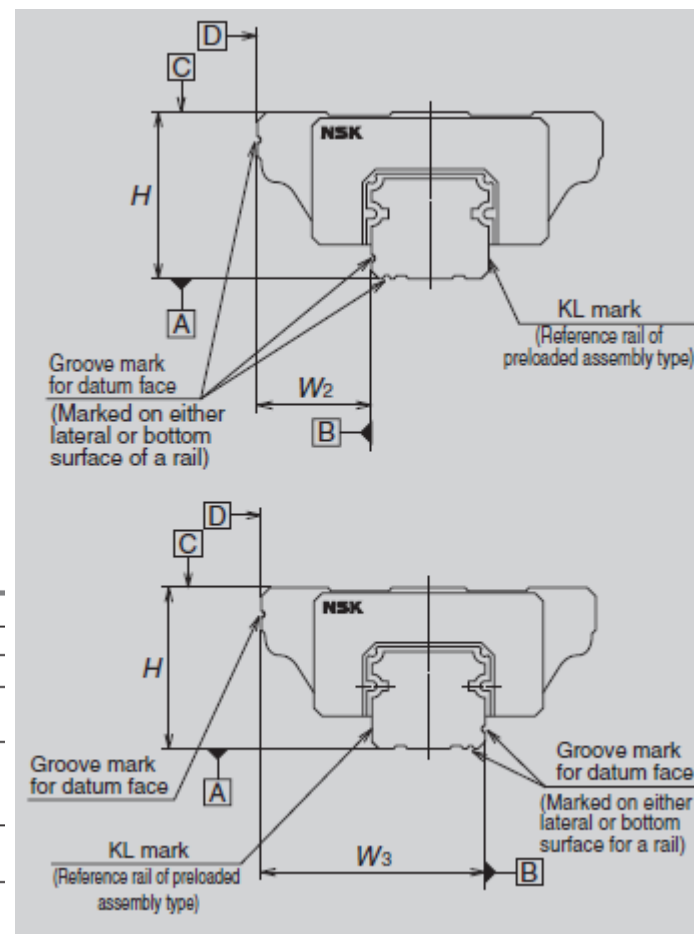 D
C
NSK
H
A
KL mark
(Reference rail of
preloaded assembly type)
Groove mark
for datum face
(Marked on either
lateral or bottom
surface of a rail)
W2
B
D
C
NSK
H
A
Groove mark
for datum face
Groove mark
for datum face
(Marked on either
lateral or bottom
surface for a rail)
KL mark
(Reference rail of preloaded
assembly type)
W3
B